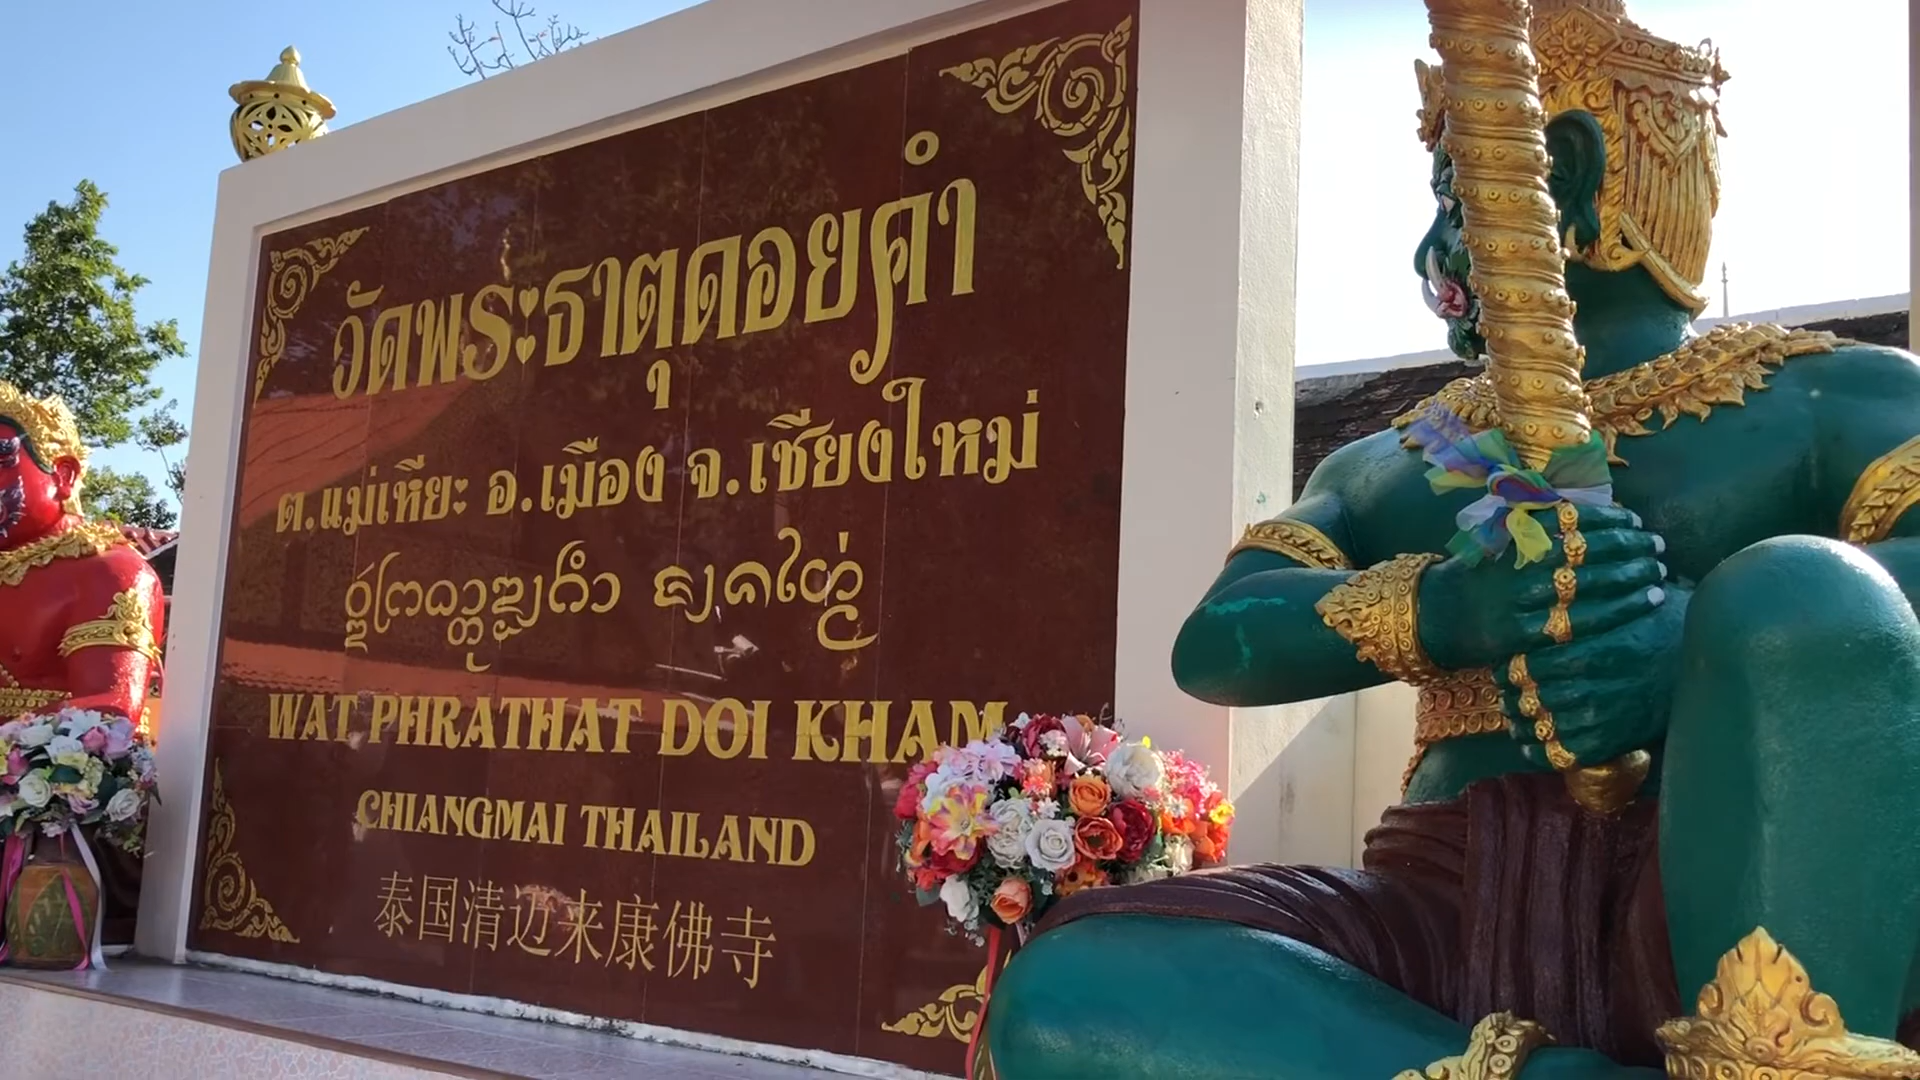 วัดพระธาตุดอยคำ
ต.แม่เหียะ อ.เมือง จ.เชียงใหม่
WAT PHRATHAT DOI KHAM
CHIANGMAI THAILAND
泰国清迈来康佛寺